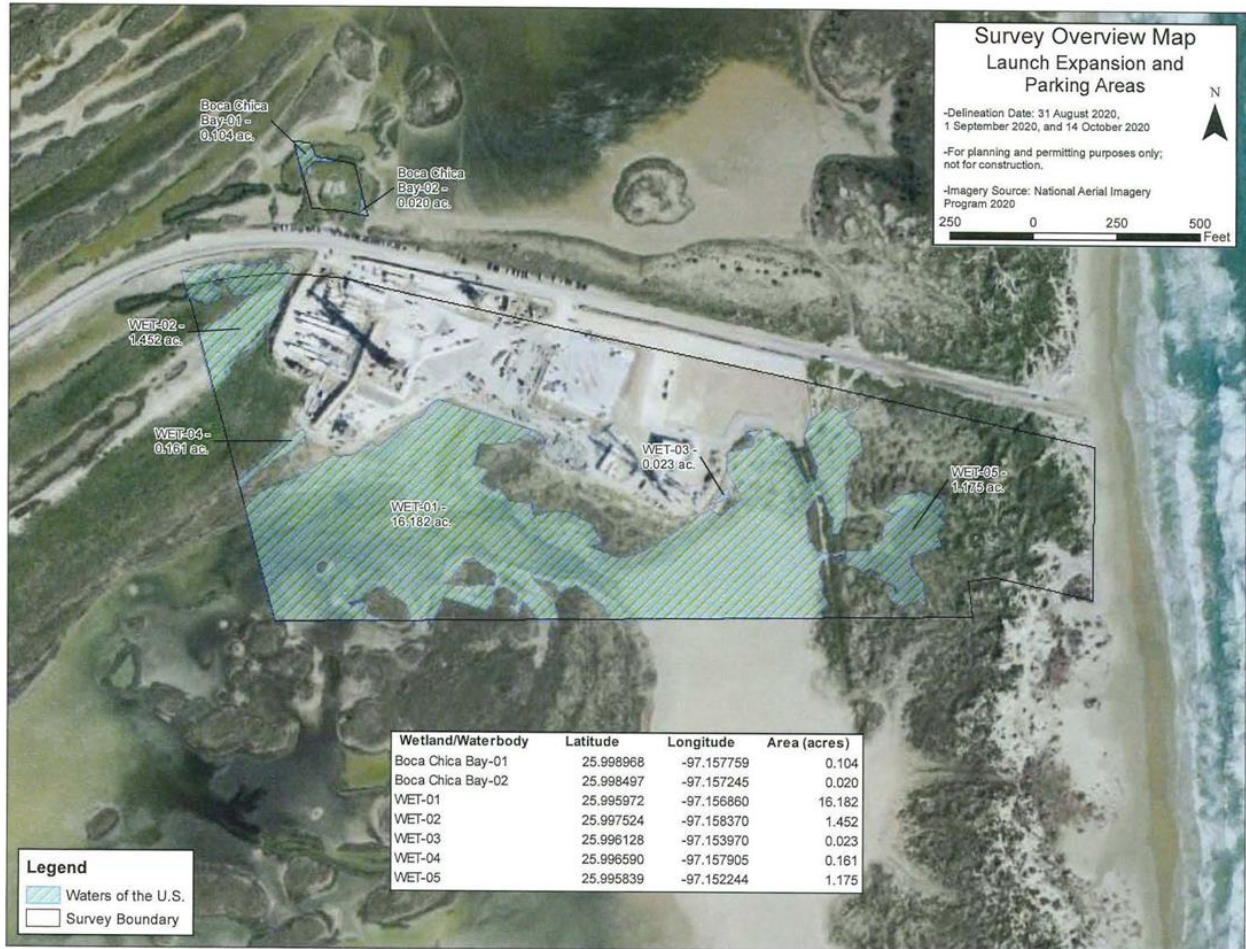 Survey Overview Map
Launch Expansion and
Parking Areas
-Delineation Date: 31 August 2020,
1 September 2020, and 14 October 2020
-For planning and permitting purposes only;
not for construction.
-Imagery Source: National Aerial Imagery
Program 2020
N
250 0 250 500
Feet
Boca Chica
Bay-01 -
0.104 ac.
Boca Chica
Bay-02 -
0.020 ac.
WET-02 -
1.452 ac.
WET-04 -
0.161 ac.
WET-03 -
0.023 ac.
WET-05 -
1.175 ac.
WET-01 -
16.182 ac.
Wetland/Waterbody Latitude Longitude Area (acres)
Boca Chica Bay-01 25.998968 -97.157759 0.104
Boca Chica Bay-02 25.998497 -97.157245 0.020
WET-01 25.995972 -97.156860 16.182
WET-02 25.997524 -97.158370 1.452
WET-03 25.996128 -97.153970 0.023
WET-04 25.996590 -97.157905 0.161
WET-05 25.995839 -97.152244 1.175
Legend
Waters of the U.S.
Survey Boundary